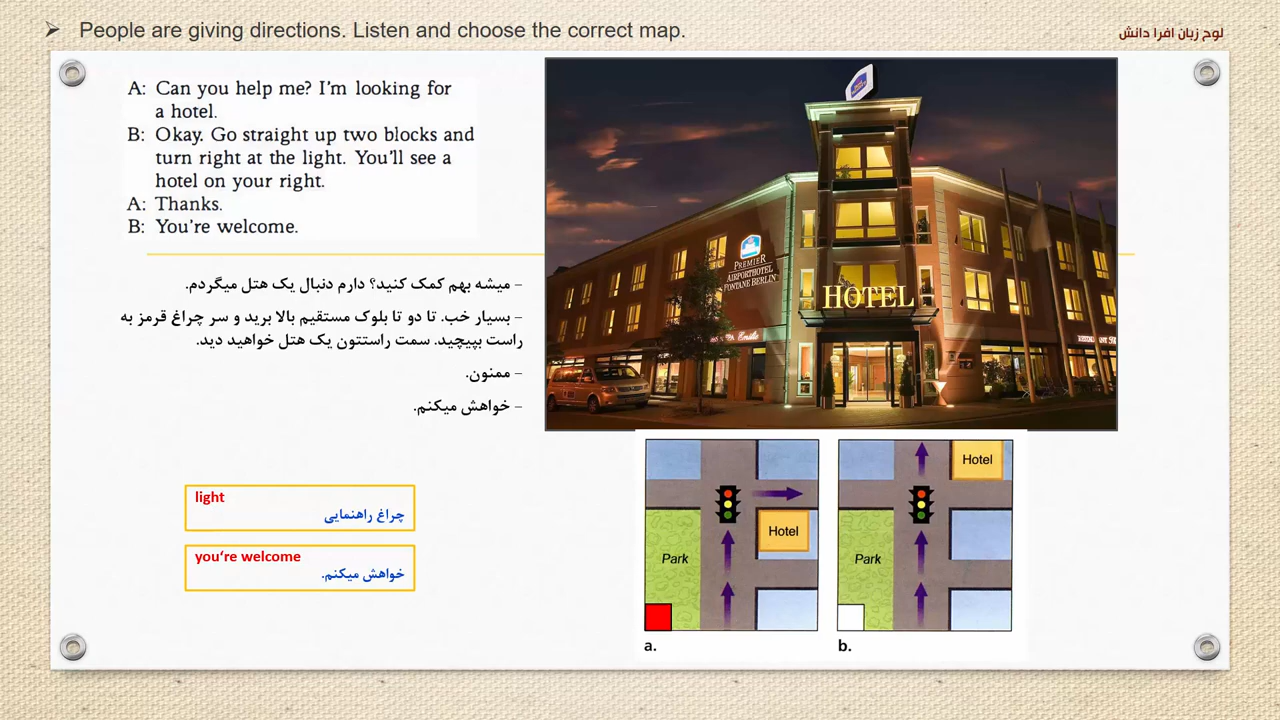 People are giving directions. Listen and choose the correct map.
لوح زبان افرا دانش
A: Can you help me? I'm looking for
a hotel.
B: Okay. Go straight up two blocks and
turn right at the light. You'll see a
hotel on your right.
A: Thanks.
B: You're welcome.
– میشه بهم کمک کنید؟ دارم دنبال یک هتل میگردم.
– بسیار خب. تا دو تا بلوک مستقیم بالا برید و سر چراغ قرمز به
راست بپیچید. سمت راستتون یک هتل خواهید دید.
– ممنون.
– خواهش میکنم.
PREMIER
AIRPORTHOTEL
FONTANE BERLIN
HOTEL
light
چراغ راهنمایی
you‘re welcome
خواهش میکنم.
Hotel
Park
a.
Hotel
Park
b.